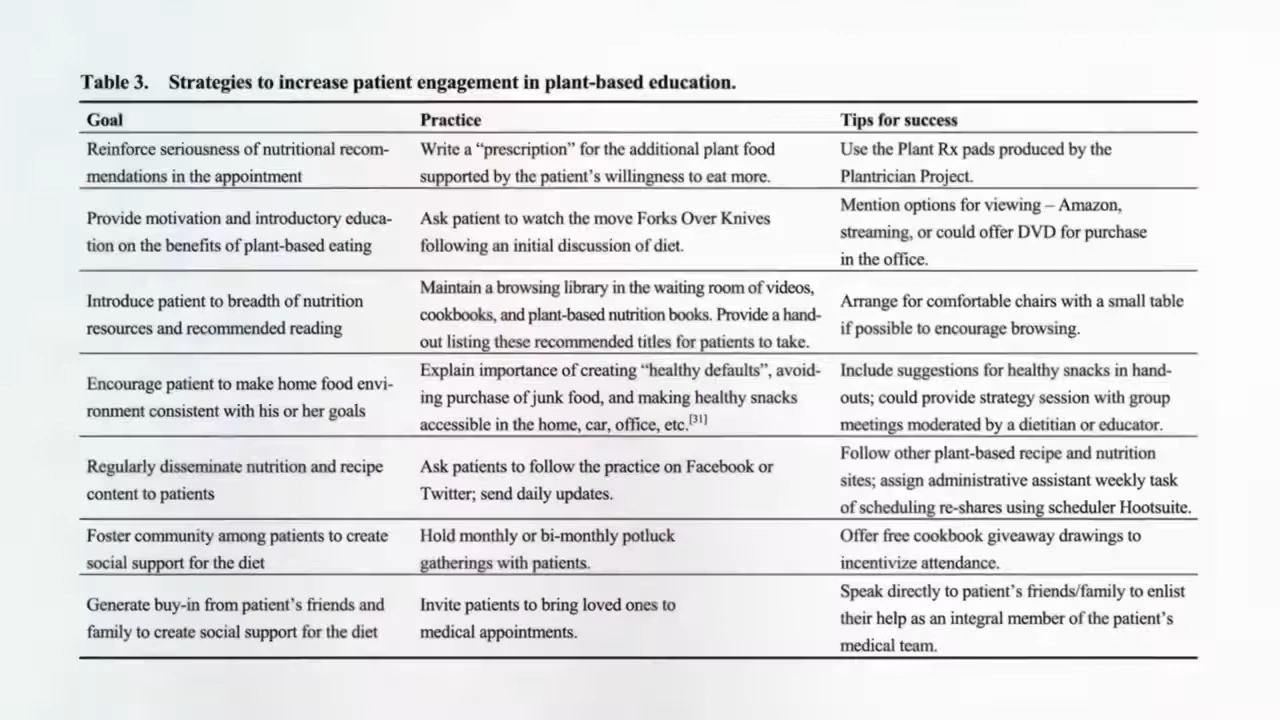 Table 3. Strategies to increase patient engagement in plant-based education.
Goal Practice Tips for success
Reinforce seriousness of nutritional recom-
mendations in the appointment
Write a “prescription” for the additional plant food
supported by the patient’s willingness to eat more.
Use the Plant Rx pads produced by the
Plantrician Project.
Provide motivation and introductory educa-
tion on the benefits of plant-based eating
Ask patient to watch the move Forks Over Knives
following an initial discussion of diet.
Mention options for viewing – Amazon,
streaming, or could offer DVD for purchase
in the office.
Introduce patient to breadth of nutrition
resources and recommended reading
Maintain a browsing library in the waiting room of videos,
cookbooks, and plant-based nutrition books. Provide a hand-
out listing these recommended titles for patients to take.
Arrange for comfortable chairs with a small table
if possible to encourage browsing.
Encourage patient to make home food envi-
ronment consistent with his or her goals
Explain importance of creating “healthy defaults”, avoid-
ing purchase of junk food, and making healthy snacks
accessible in the home, car, office, etc.[31]
Include suggestions for healthy snacks in hand-
outs; could provide strategy session with group
meetings moderated by a dietitian or educator.
Regularly disseminate nutrition and recipe
content to patients
Ask patients to follow the practice on Facebook or
Twitter; send daily updates.
Follow other plant-based recipe and nutrition
sites; assign administrative assistant weekly task
of scheduling re-shares using scheduler Hootsuite.
Foster community among patients to create
social support for the diet
Hold monthly or bi-monthly potluck
gatherings with patients.
Offer free cookbook giveaway drawings to
incentivize attendance.
Generate buy-in from patient’s friends and
family to create social support for the diet
Invite patients to bring loved ones to
medical appointments.
Speak directly to patient’s friends/family to enlist
their help as an integral member of the patient’s
medical team.